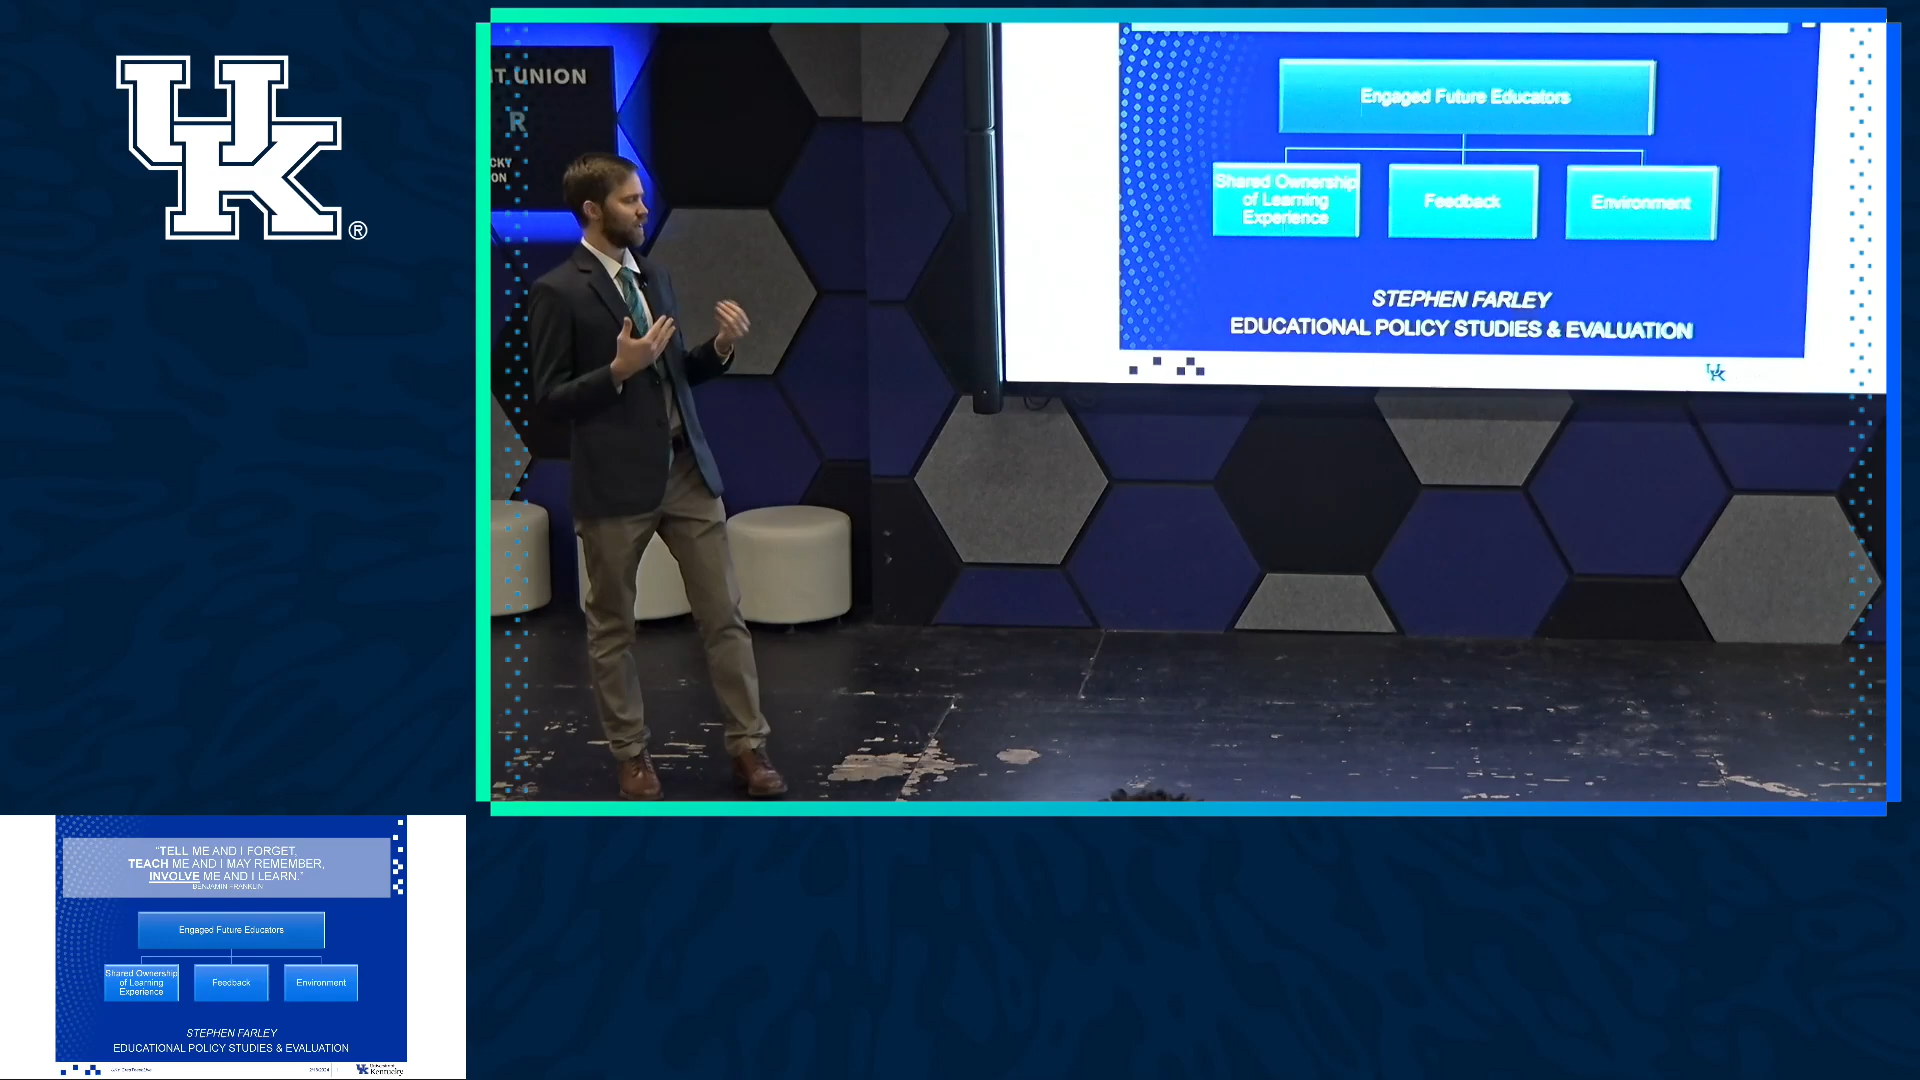 UK
®
T UNION
R
CKY
ON
Engaged Future Educators
Shared Ownership
of Learning
Experience
Feedback
Environment
STEPHEN FARLEY
EDUCATIONAL POLICY STUDIES & EVALUATION
UK
"TELL ME AND I FORGET,
TEACH ME AND I MAY REMEMBER,
INVOLVE ME AND I LEARN."
BENJAMIN FRANKLIN
Engaged Future Educators
Shared Ownership
of Learning
Experience
Feedback
Environment
STEPHEN FARLEY
EDUCATIONAL POLICY STUDIES & EVALUATION
UK
Kentucky